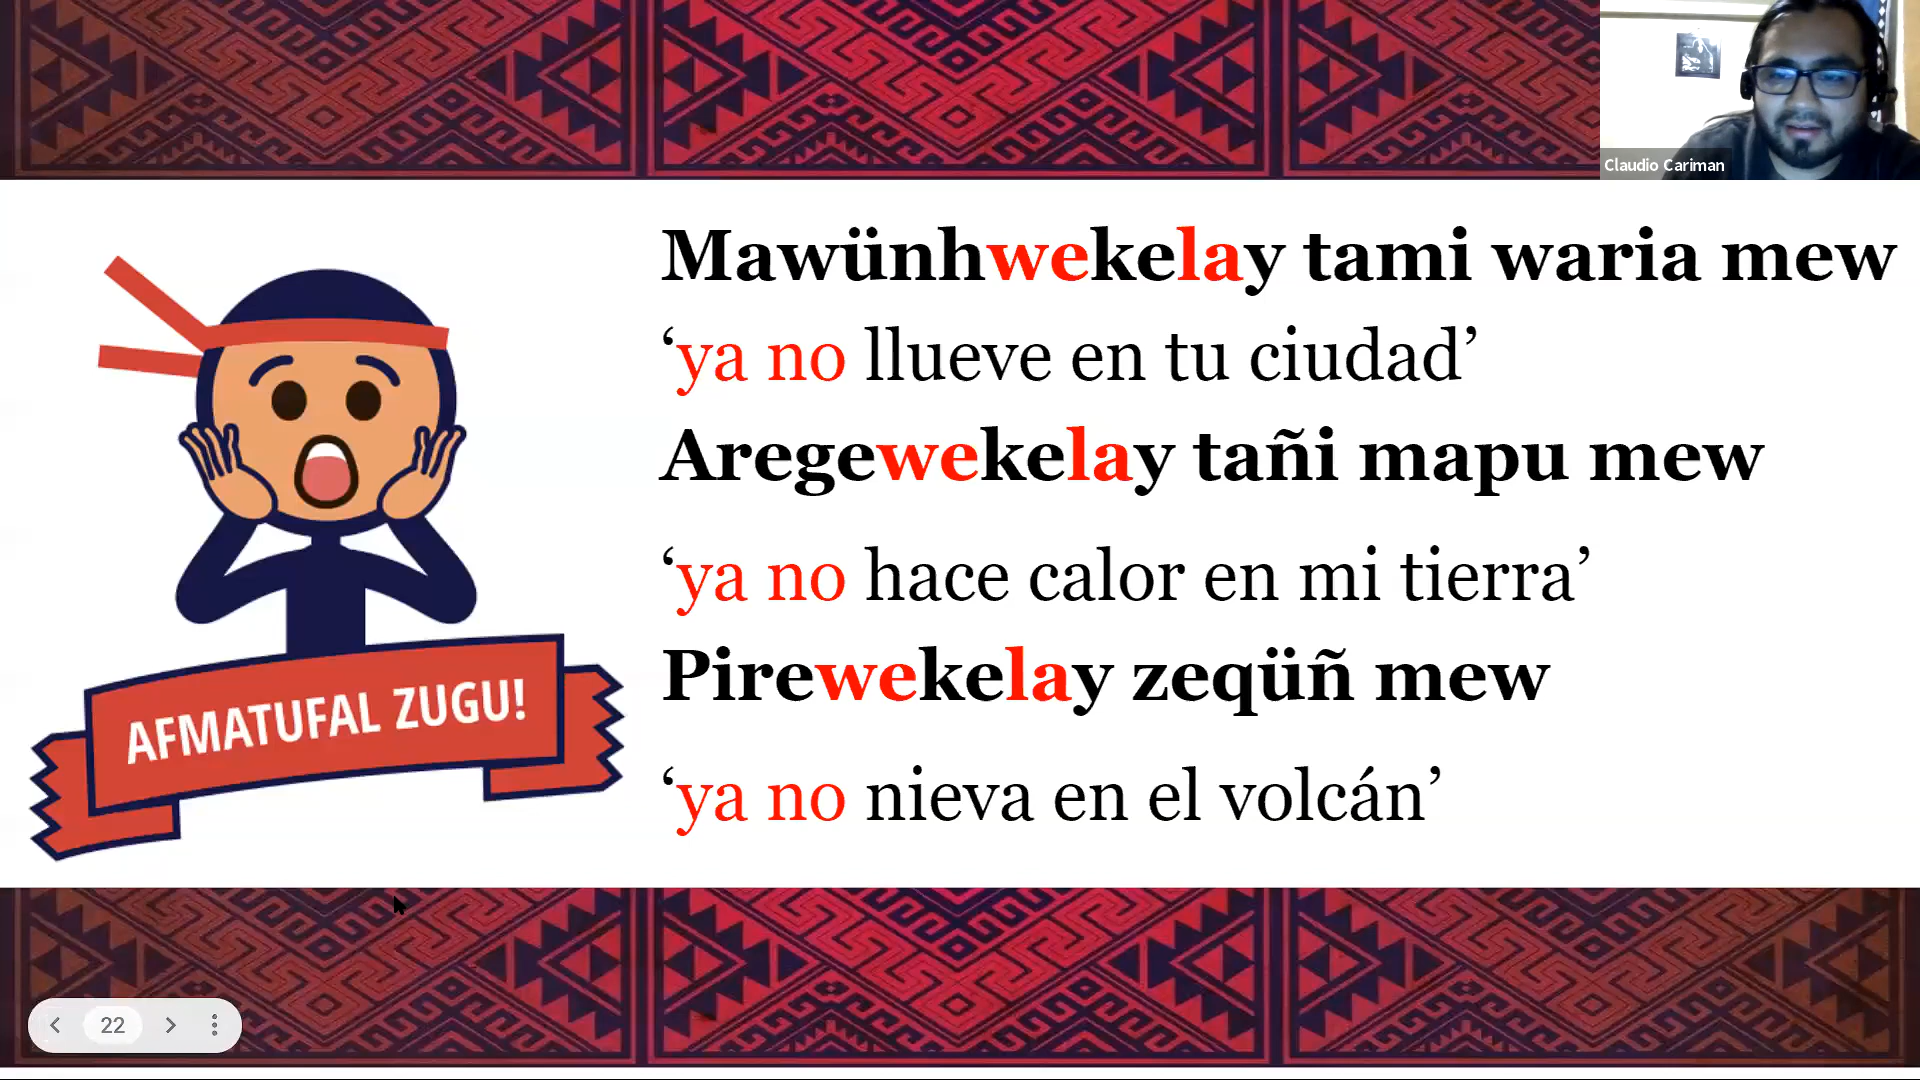 Claudio Cariman
Mawünhwekelay tami waria mew
‘ya no llueve en tu ciudad’
Aregewekelay tañi mapu mew
‘ya no hace calor en mi tierra’
Pirewekelay zeqüñ mew
‘ya no nieva en el volcán’
AFMATUFAL ZUGU!
22